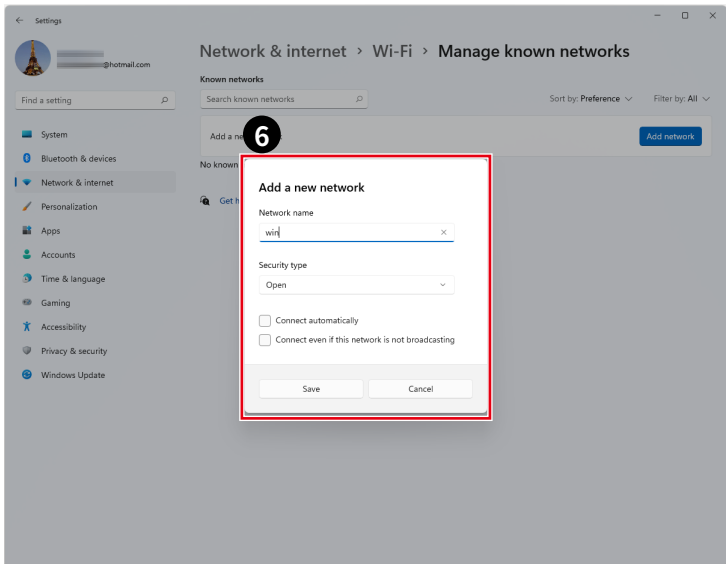 Settings
@hotmail.com
Find a setting
System
Bluetooth & devices
Network & internet
Personalization
Apps
Accounts
Time & language
Gaming
Accessibility
Privacy & security
Windows Update
Network & internet > Wi-Fi > Manage known networks
Known networks
Search known networks
Sort by: Preference
Filter by: All
Add a
Add network
6
No known
Get
Add a new network
Network name
win
Security type
Open
Connect automatically
Connect even if this network is not broadcasting
Save
Cancel